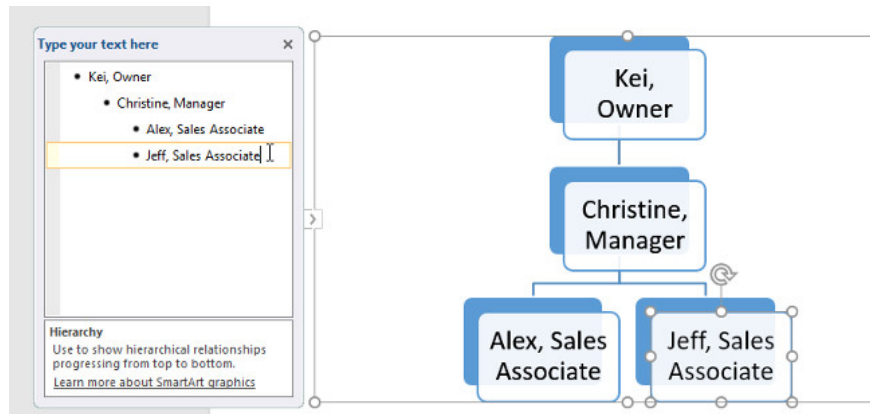 Type your text here
Kei, Owner
Christine, Manager
Alex, Sales Associate
Jeff, Sales Associate
Hierarchy
Use to show hierarchical relationships
progressing from top to bottom.
Learn more about SmartArt graphics
Kei,
Owner
Christine,
Manager
Alex, Sales
Associate
Jeff, Sales
Associate